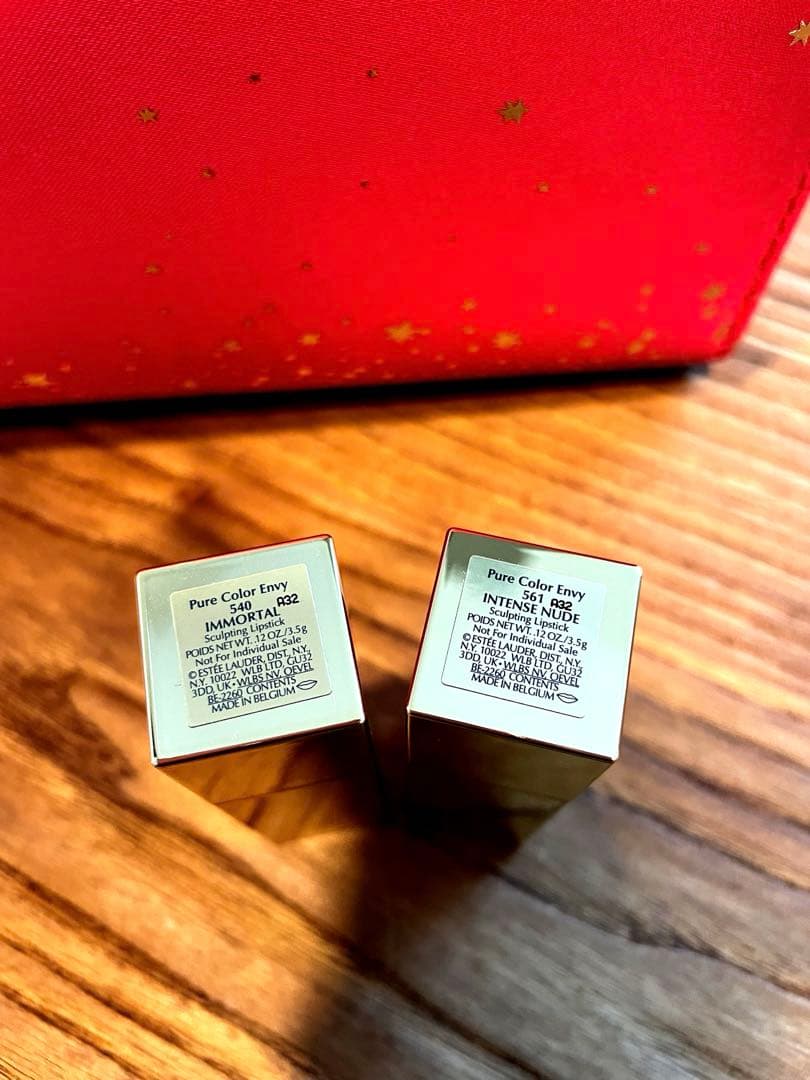 Pure Color Envy
540 A32
IMMORTAL
Sculpting Lipstick
POIDS NET WT. .12 OZ./3.5g
Not For Individual Sale
©ESTĒE LAUDER, DIST., N.Y.,
N.Y. 10022 WLB LTD, GU32
3DD, UK • WLBS NV, OEVEL
BE-2260 CONTENTS
MADE IN BELGIUM
Pure Color Envy
561 A32
INTENSE NUDE
Sculpting Lipstick
POIDS NET WT. .12 OZ./3.5g
Not For Individual Sale
©ESTĒE LAUDER, DIST., N.Y.,
N.Y. 10022 WLB LTD, GU32
3DD, UK • WLBS NV, OEVEL
BE-2260 CONTENTS
MADE IN BELGIUM